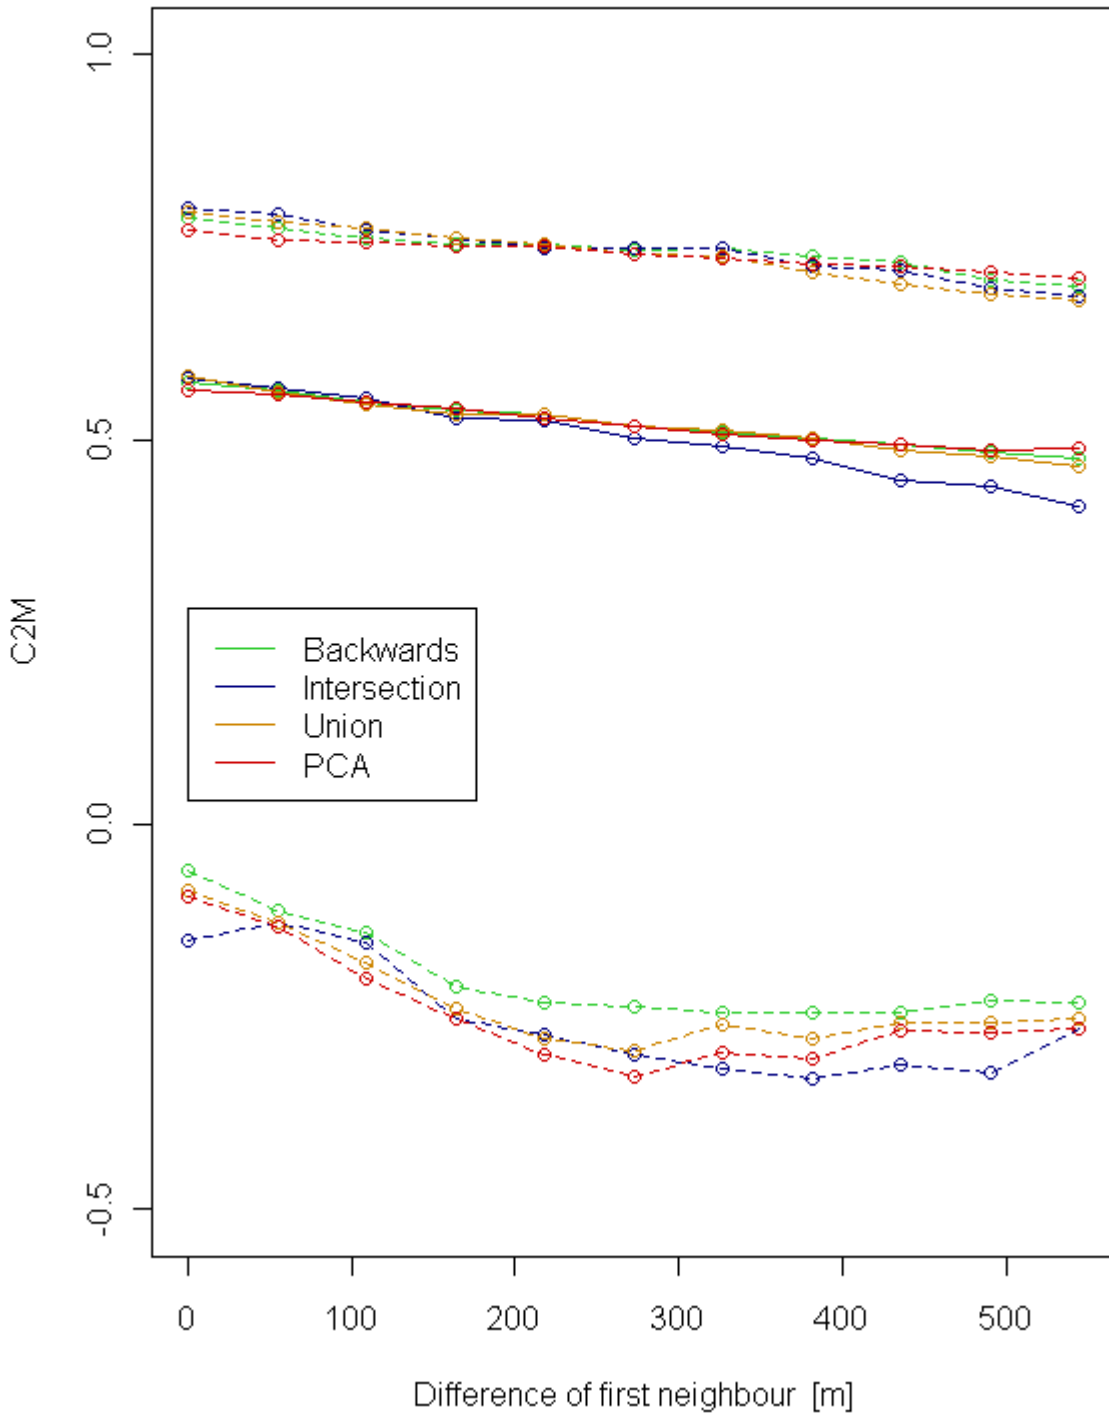 1.0
0.5
0.0
-0.5
C2M
Backwards
Intersection
Union
PCA
0 100 200 300 400 500
Difference of first neighbour [m]